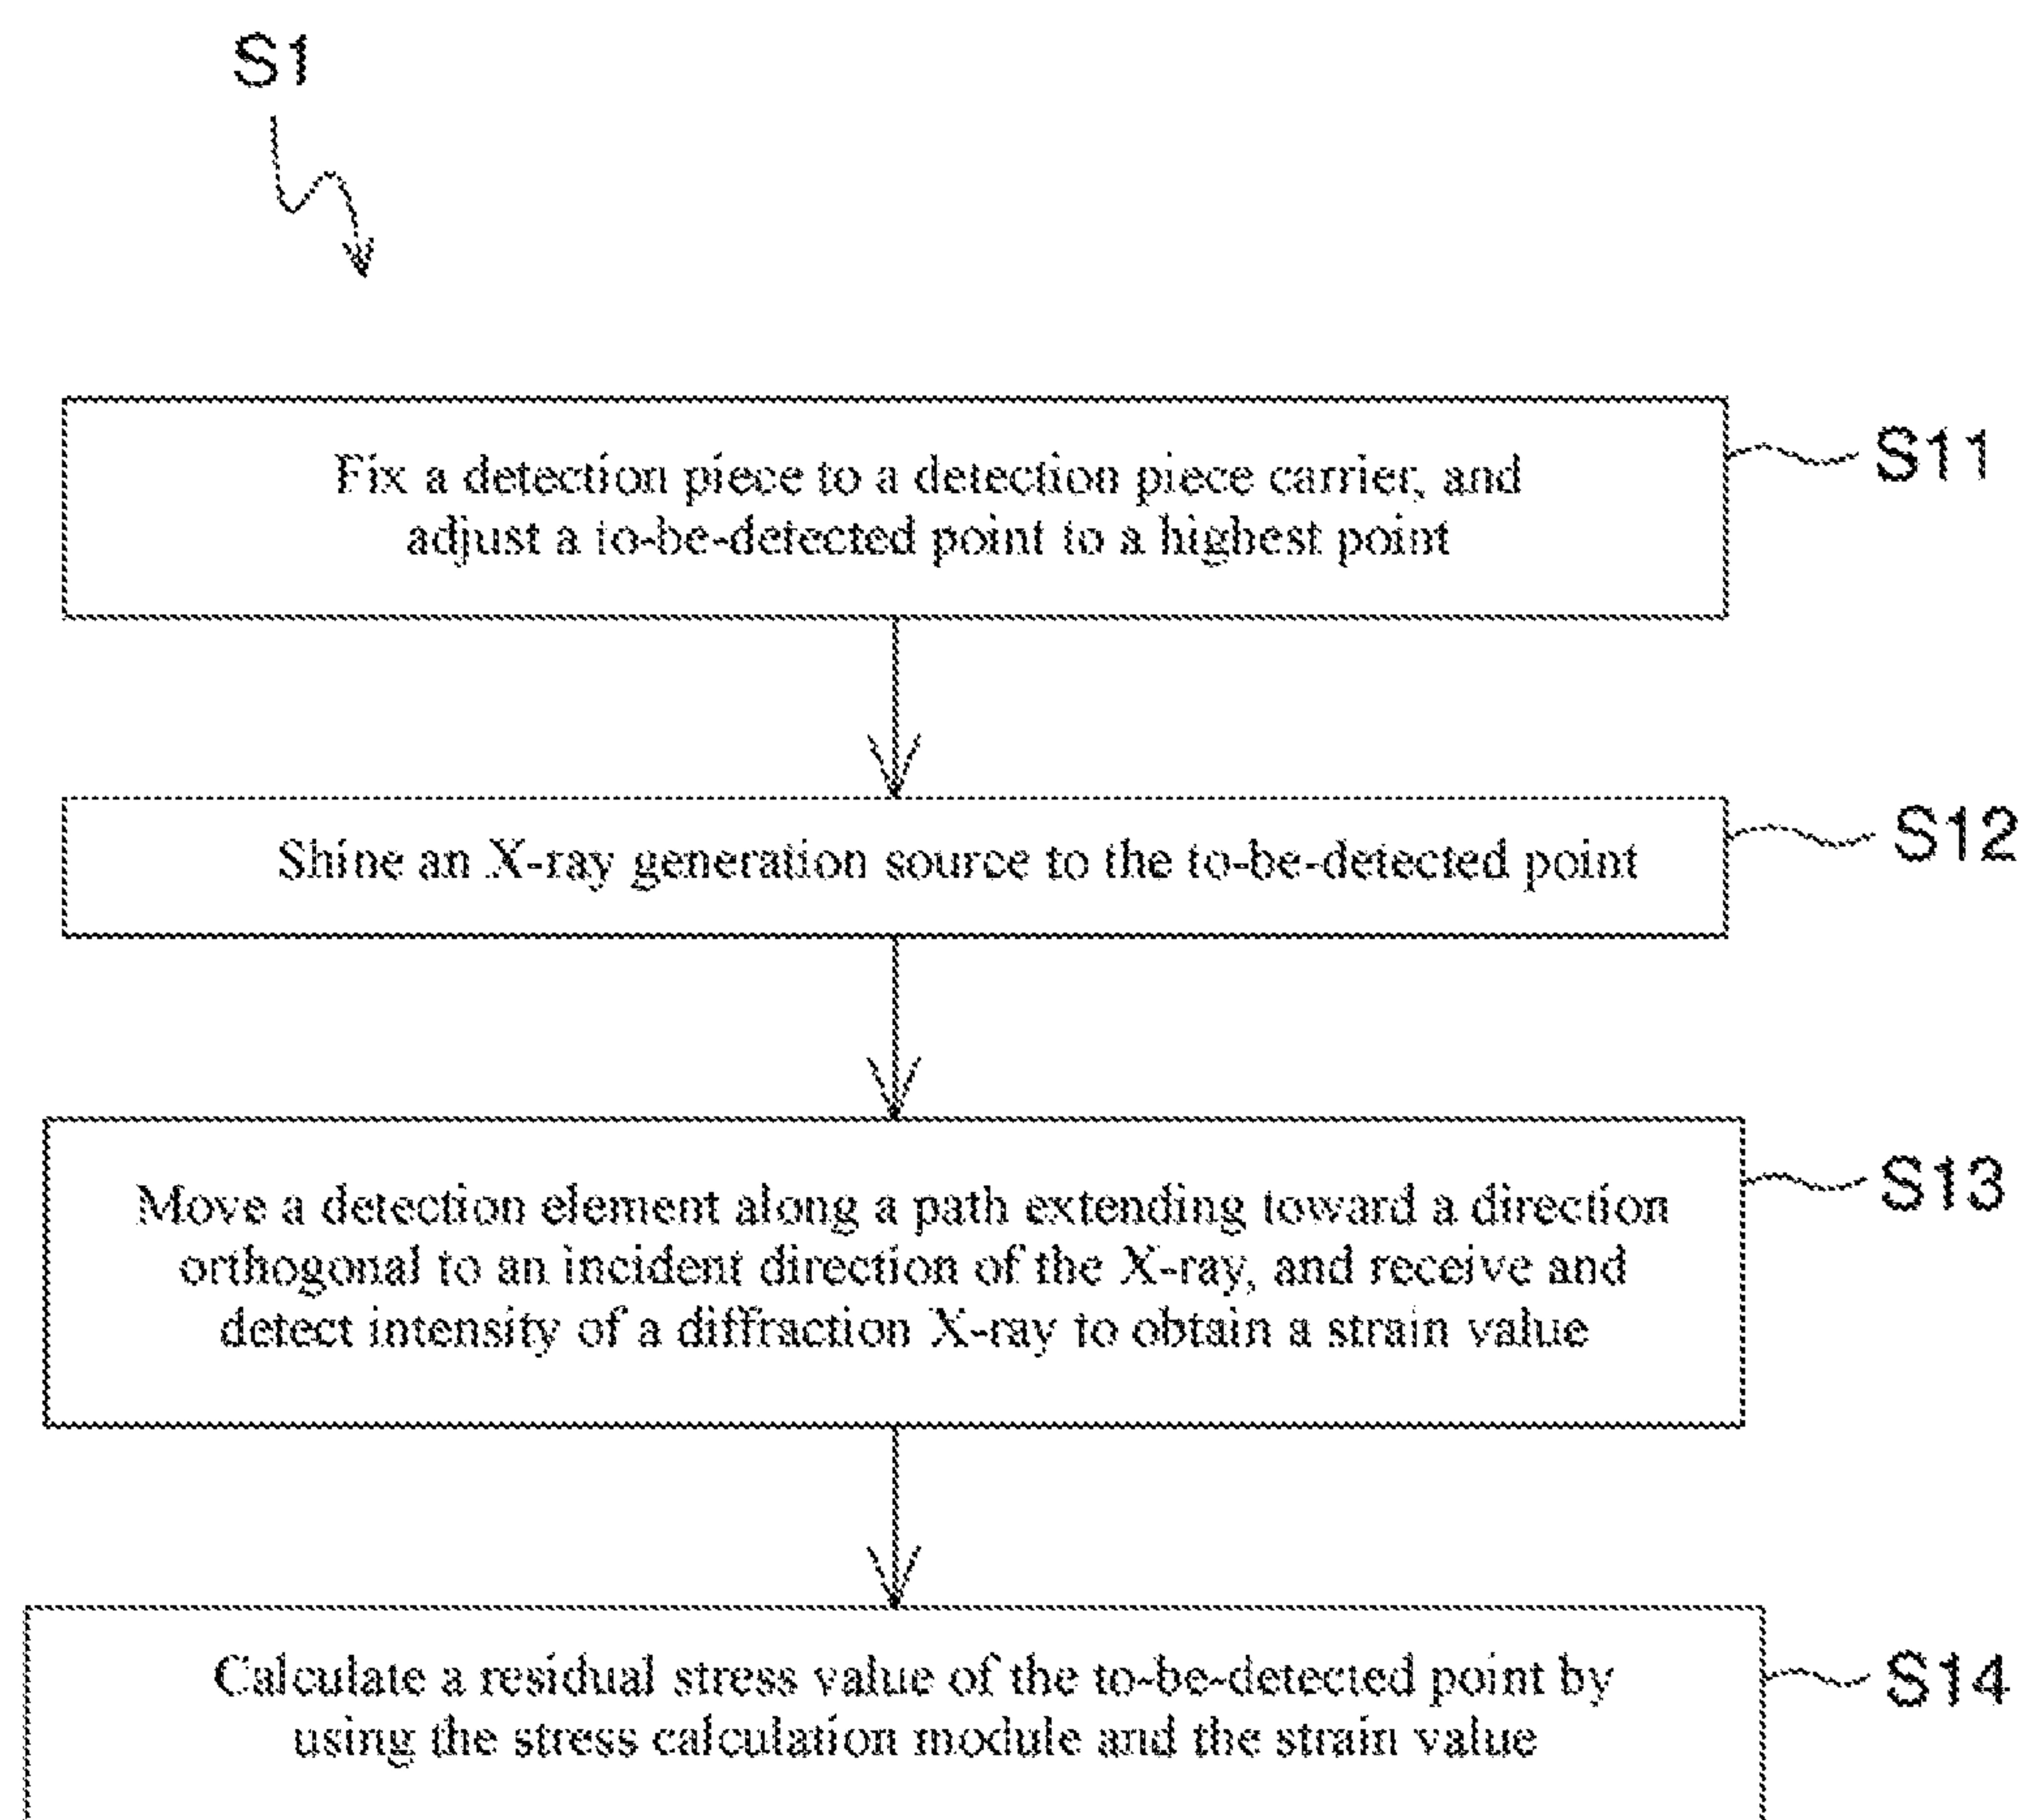 S1
Fix a detection piece to a detection piece carrier, and
adjust a to-be-detected point to a highest point
S11
Shine an X-ray generation source to the to-be-detected point
S12
Move a detection element along a path extending toward a direction
orthogonal to an incident direction of the X-ray, and receive and
detect intensity of a diffraction X-ray to obtain a strain value
S13
Calculate a residual stress value of the to-be-detected point by
using the stress calculation module and the strain value
S14